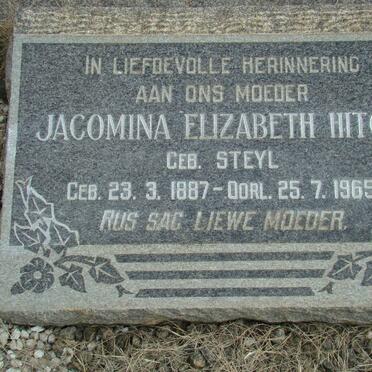 IN LIEFDEVOLLE HERINNERING
AAN ONS MOEDER
JACOMINA ELIZABETH
GEB. STEYL
GEB. 23. 3. 1887 - OORL. 25. 7. 1965
RUS SAG LIEWE MOEDER.